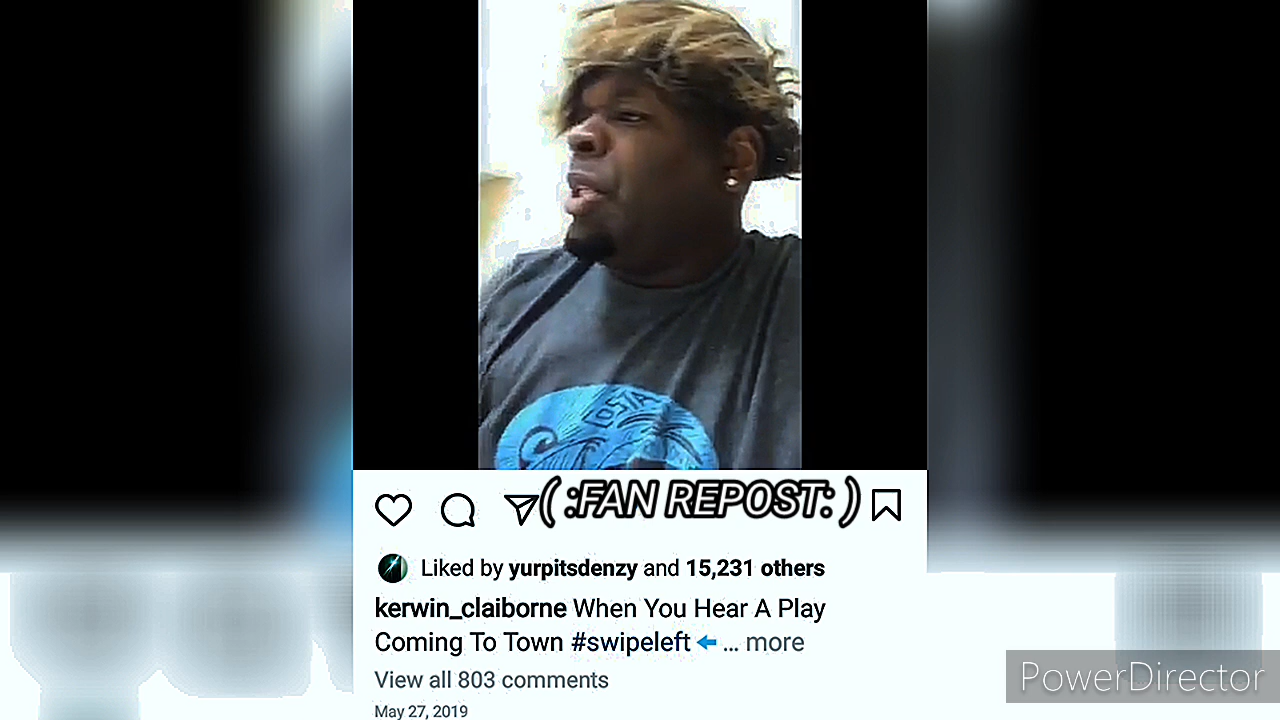 COSTA
( :FAN REPOST: )
Liked by yurpitsdenzy and 15,231 others
kerwin_claiborne When You Hear A Play
Coming To Town #swipeleft ... more
View all 803 comments
May 27, 2019
PowerDirector